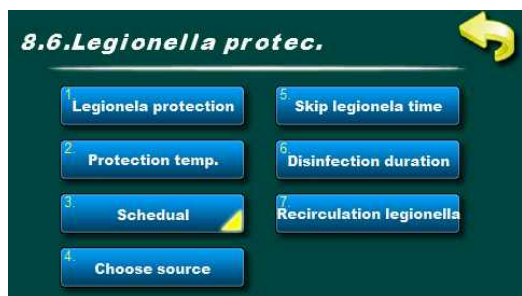 8.6.Legionella protec.
1. Legionela protection
2. Protection temp.
3. Schedual
4. Choose source
5. Skip legionela time
6. Disinfection duration
7. Recirculation legionella